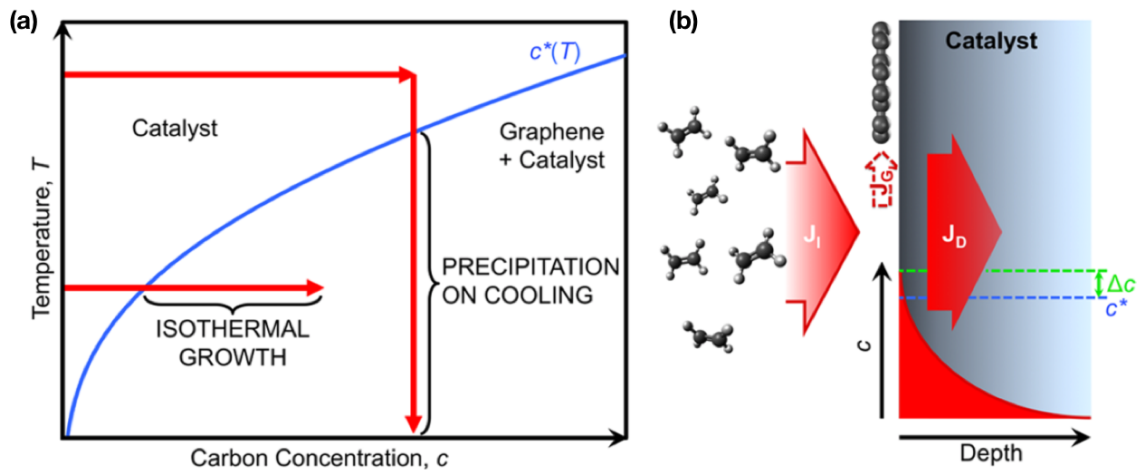 (a)
c*(T)
Catalyst
Graphene
+ Catalyst
Temperature, T
PRECIPITATION
ON COOLING
ISOTHERMAL
GROWTH
Carbon Concentration, c
(b)
Catalyst
J_G
J_I
J_D
Δc
c*
c
Depth